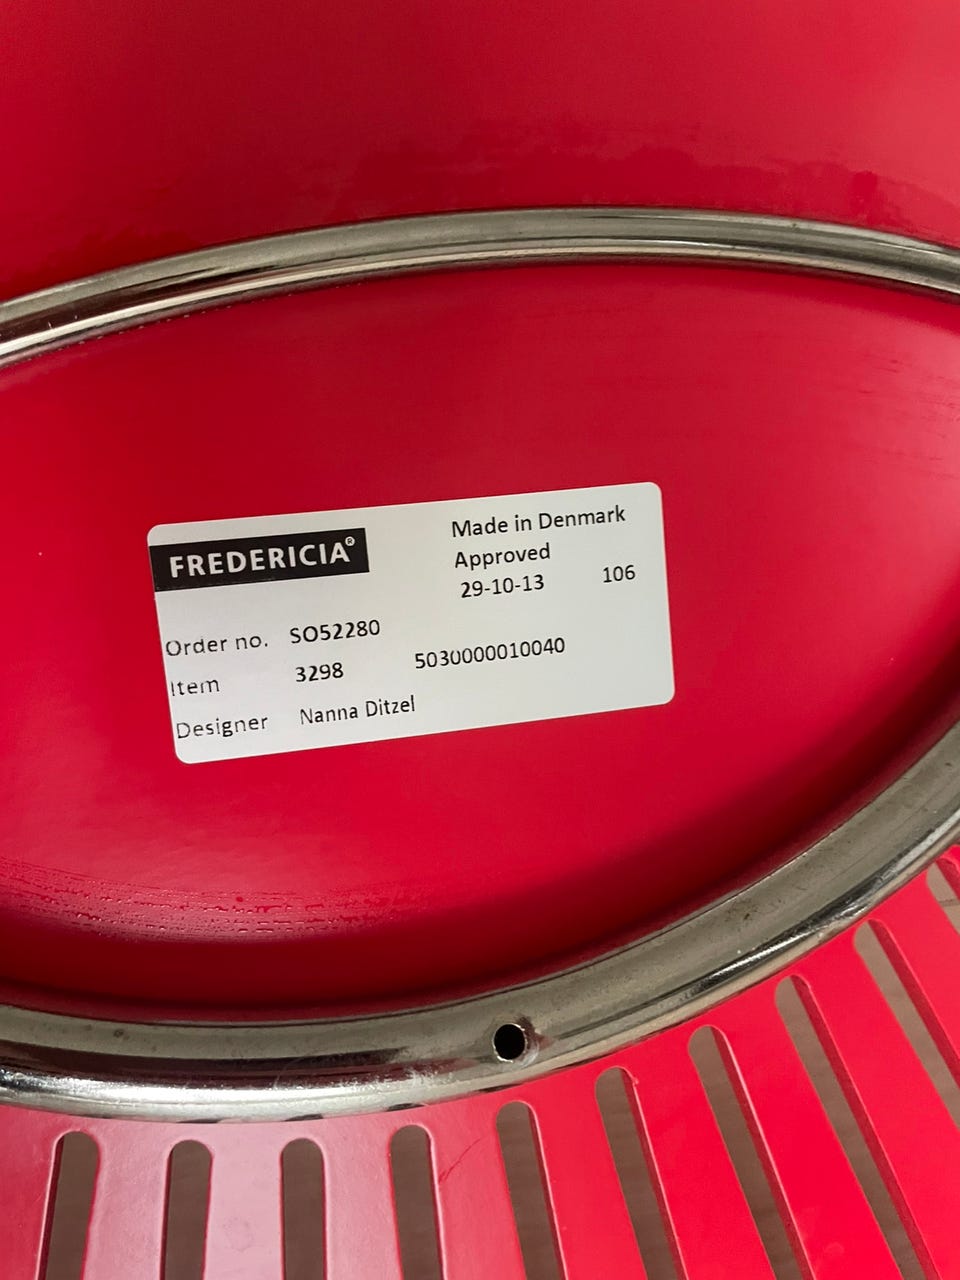 FREDERICIA®
Made in Denmark
Approved
29-10-13 106
Order no. SO52280
Item 3298 5030000010040
Designer Nanna Ditzel